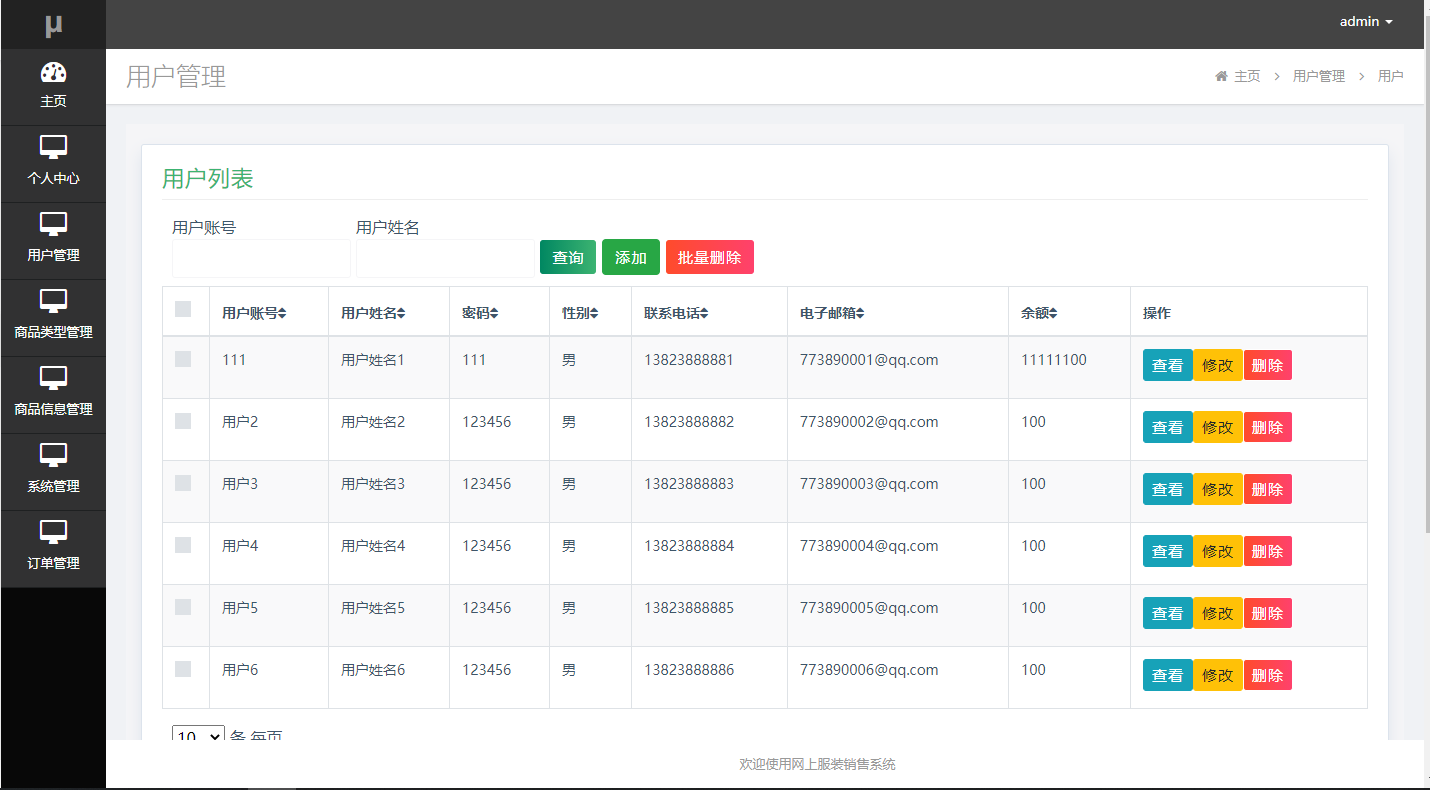 µ
admin
主页
个人中心
用户管理
商品类型管理
商品信息管理
系统管理
订单管理
用户管理
主页 > 用户管理 > 用户
用户列表
用户账号 用户姓名
查询 添加 批量删除
用户账号 用户姓名 密码 性别 联系电话 电子邮箱 余额 操作
111 用户姓名1 111 男 13823888881 773890001@qq.com 11111100 查看 修改 删除
用户2 用户姓名2 123456 男 13823888882 773890002@qq.com 100 查看 修改 删除
用户3 用户姓名3 123456 男 13823888883 773890003@qq.com 100 查看 修改 删除
用户4 用户姓名4 123456 男 13823888884 773890004@qq.com 100 查看 修改 删除
用户5 用户姓名5 123456 男 13823888885 773890005@qq.com 100 查看 修改 删除
用户6 用户姓名6 123456 男 13823888886 773890006@qq.com 100 查看 修改 删除
10 条 每页
欢迎使用网上服装销售系统